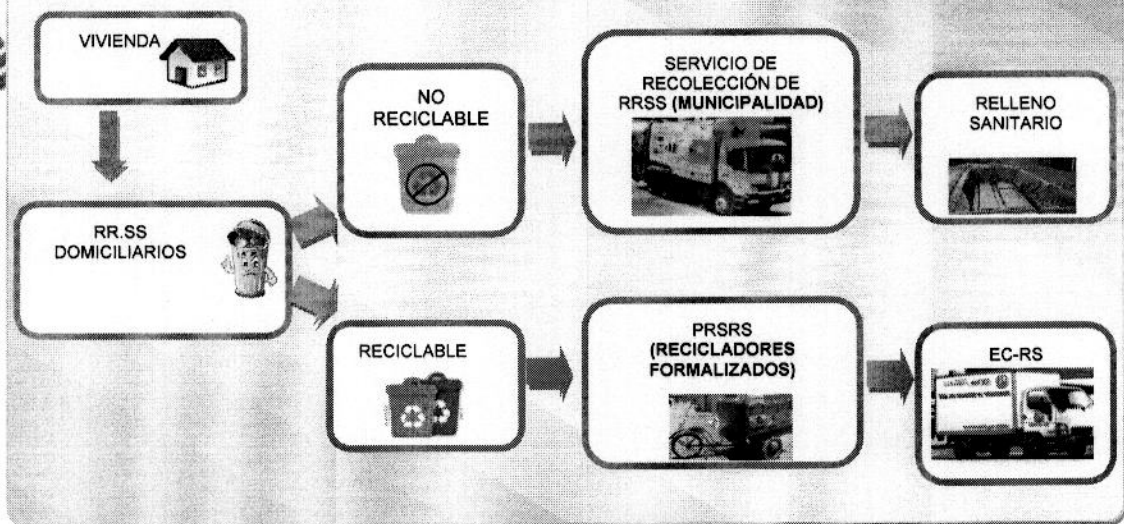 VIVIENDA
RR.SS
DOMICILIARIOS
NO
RECICLABLE
SERVICIO DE
RECOLECCIÓN DE
RRSS (MUNICIPALIDAD)
RELLENO
SANITARIO
RECICLABLE
PRSRS
(RECICLADORES
FORMALIZADOS)
EC-RS